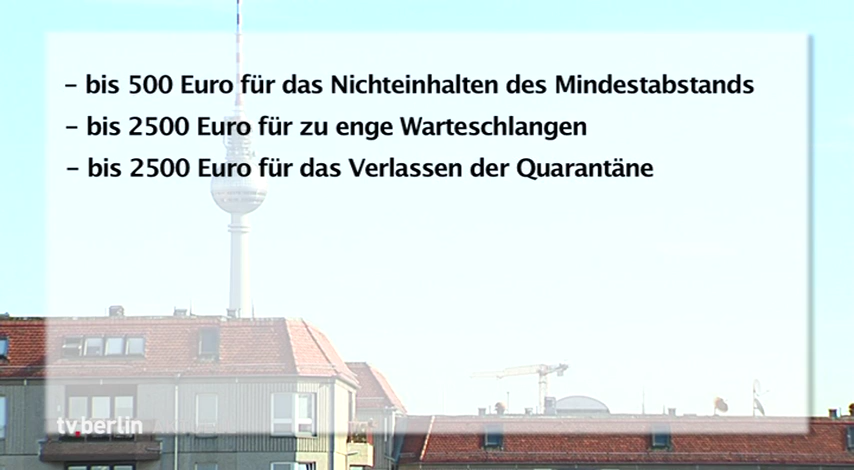 – bis 500 Euro für das Nichteinhalten des Mindestabstands
– bis 2500 Euro für zu enge Warteschlangen
– bis 2500 Euro für das Verlassen der Quarantäne
tv.berlin